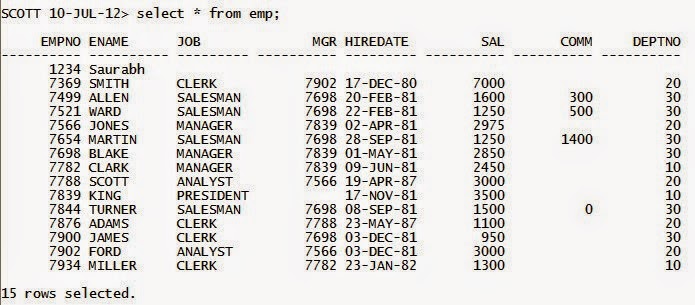 SCOTT 10-JUL-12> select * from emp;
EMPNO ENAME JOB MGR HIREDATE SAL COMM DEPTNO
---------- ---------- --------- ---------- --------- ---------- ---------- ----------
1234 Saurabh
7369 SMITH CLERK 7902 17-DEC-80 7000 20
7499 ALLEN SALESMAN 7698 20-FEB-81 1600 300 30
7521 WARD SALESMAN 7698 22-FEB-81 1250 500 30
7566 JONES MANAGER 7839 02-APR-81 2975 20
7654 MARTIN SALESMAN 7698 28-SEP-81 1250 1400 30
7698 BLAKE MANAGER 7839 01-MAY-81 2850 30
7782 CLARK MANAGER 7839 09-JUN-81 2450 10
7788 SCOTT ANALYST 7566 19-APR-87 3000 20
7839 KING PRESIDENT 17-NOV-81 3500 10
7844 TURNER SALESMAN 7698 08-SEP-81 1500 0 30
7876 ADAMS CLERK 7788 23-MAY-87 1100 20
7900 JAMES CLERK 7698 03-DEC-81 950 30
7902 FORD ANALYST 7566 03-DEC-81 3000 20
7934 MILLER CLERK 7782 23-JAN-82 1300 10
15 rows selected.